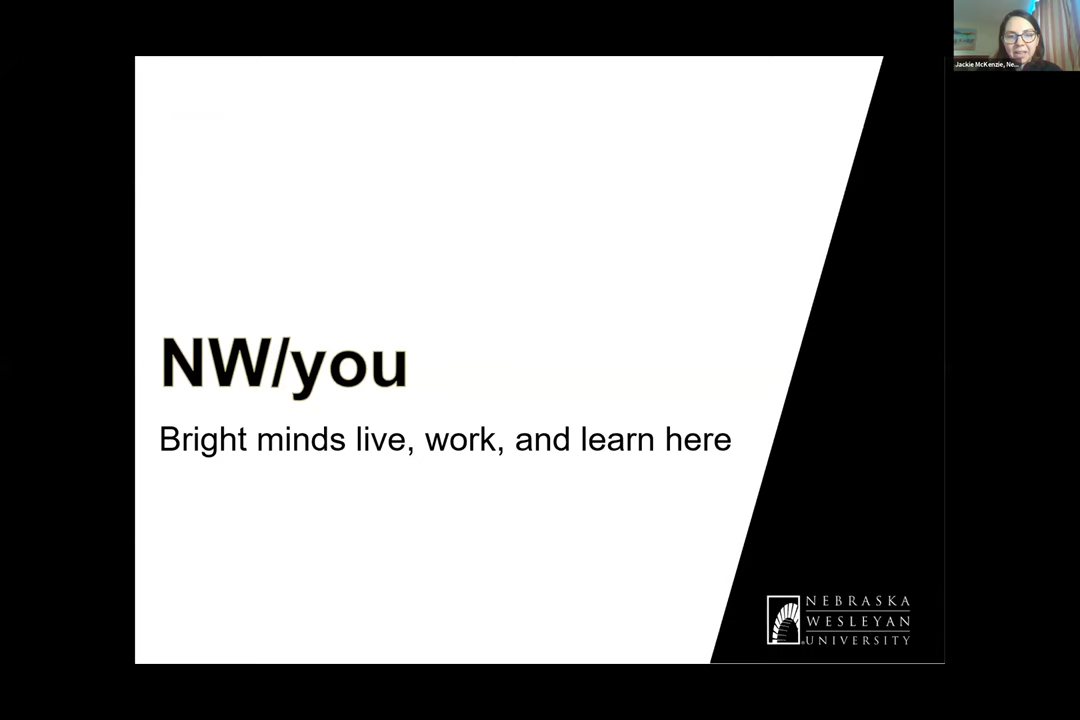 Jackie McKenzie, Ne...
NW/you
Bright minds live, work, and learn here
NEBRASKA
WESLEYAN
UNIVERSITY